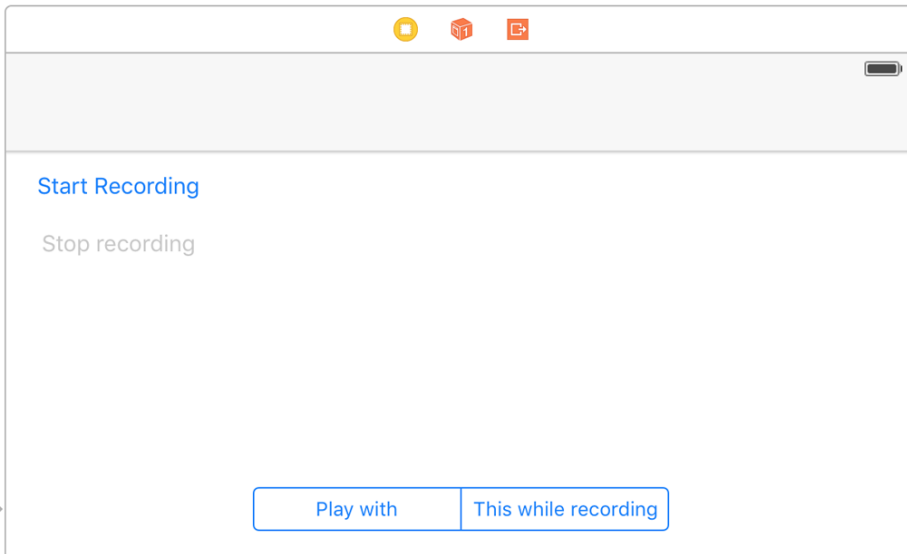 Start Recording
Stop recording
Play with
This while recording